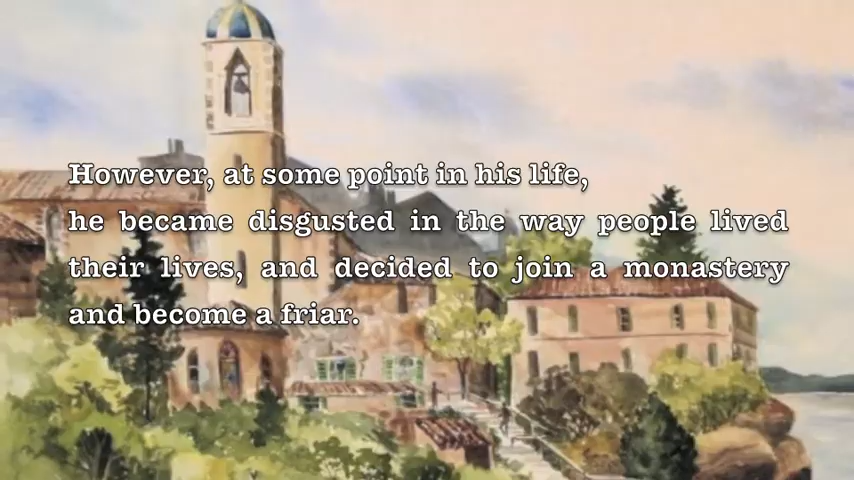 However, at some point in his life,
he became disgusted in the way people lived
their lives, and decided to join a monastery
and become a friar.